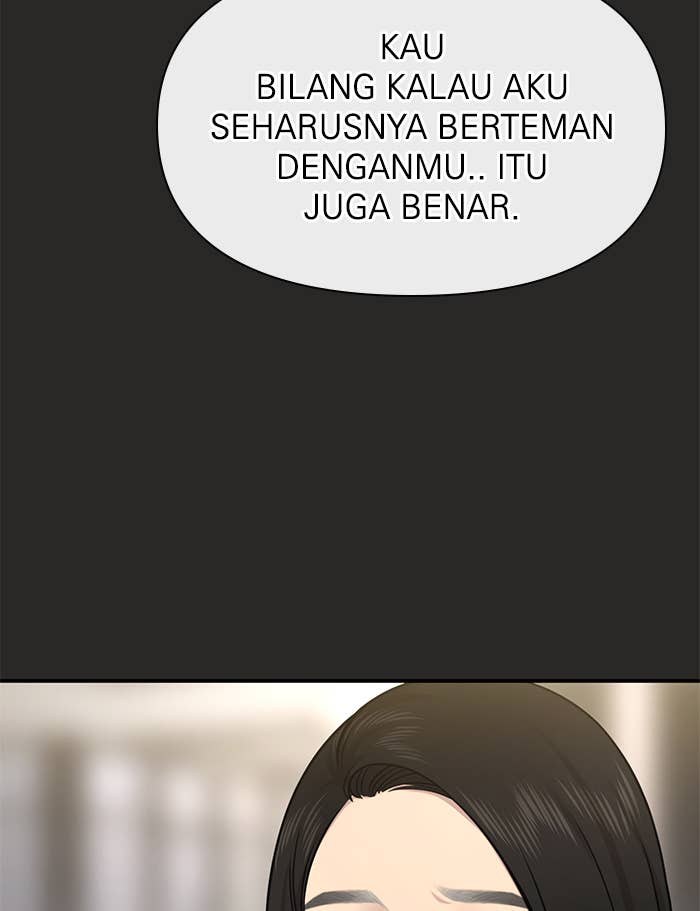 KAU
BILANG KALAU AKU
SEHARUSNYA BERTEMAN
DENGANMU.. ITU
JUGA BENAR.